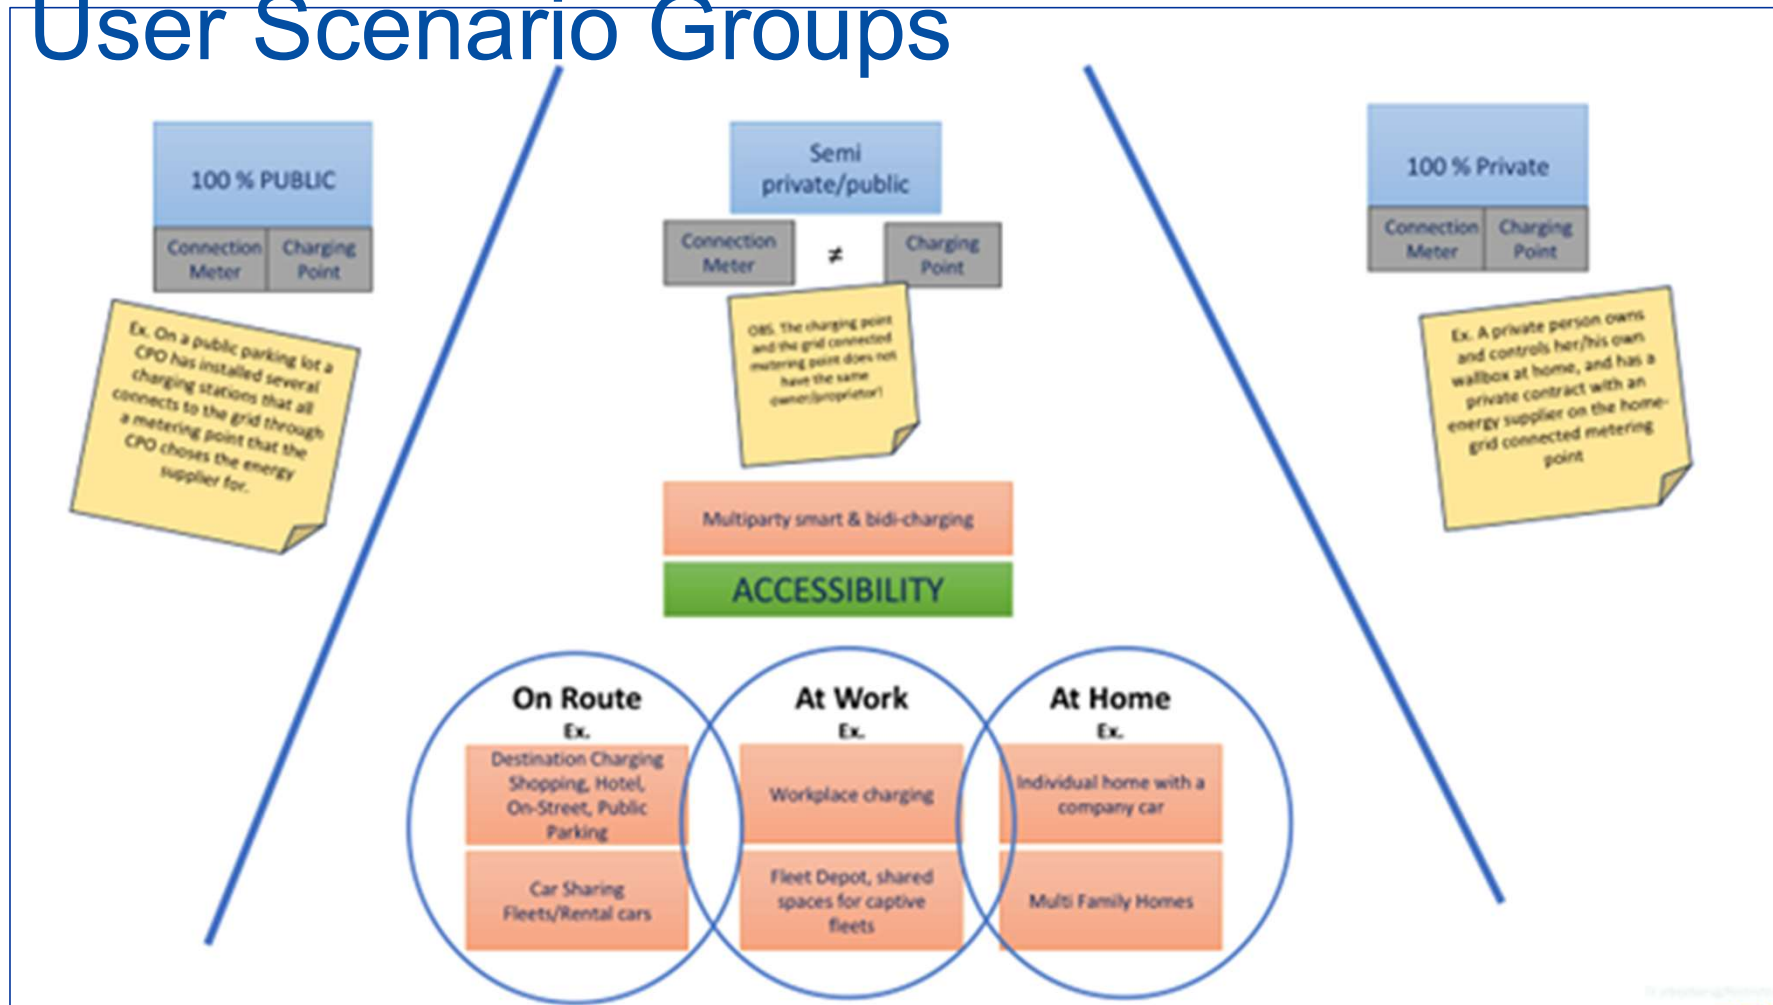 User Scenario Groups
100 % PUBLIC
Connection
Meter
Charging
Point
Ex. On a public parking lot a
CPO has installed several
charging stations that all
connects to the grid through
a metering point that the
CPO choses the energy
supplier for.
Semi
private/public
Connection
Meter
≠
Charging
Point
OBS. The charging point
and the grid connected
metering point does not
have the same
owner/proprietor!
Multiparty smart & bidi-charging
ACCESSIBILITY
100 % Private
Connection
Meter
Charging
Point
Ex. A private person owns
and controls her/his own
wallbox at home, and has a
private contract with an
energy supplier on the home-
grid connected metering
point
On Route
Ex.
Destination Charging
Shopping, Hotel,
On-Street, Public
Parking
Car Sharing
Fleets/Rental cars
At Work
Ex.
Workplace charging
Fleet Depot, shared
spaces for captive
fleets
At Home
Ex.
Individual home with a
company car
Multi Family Homes